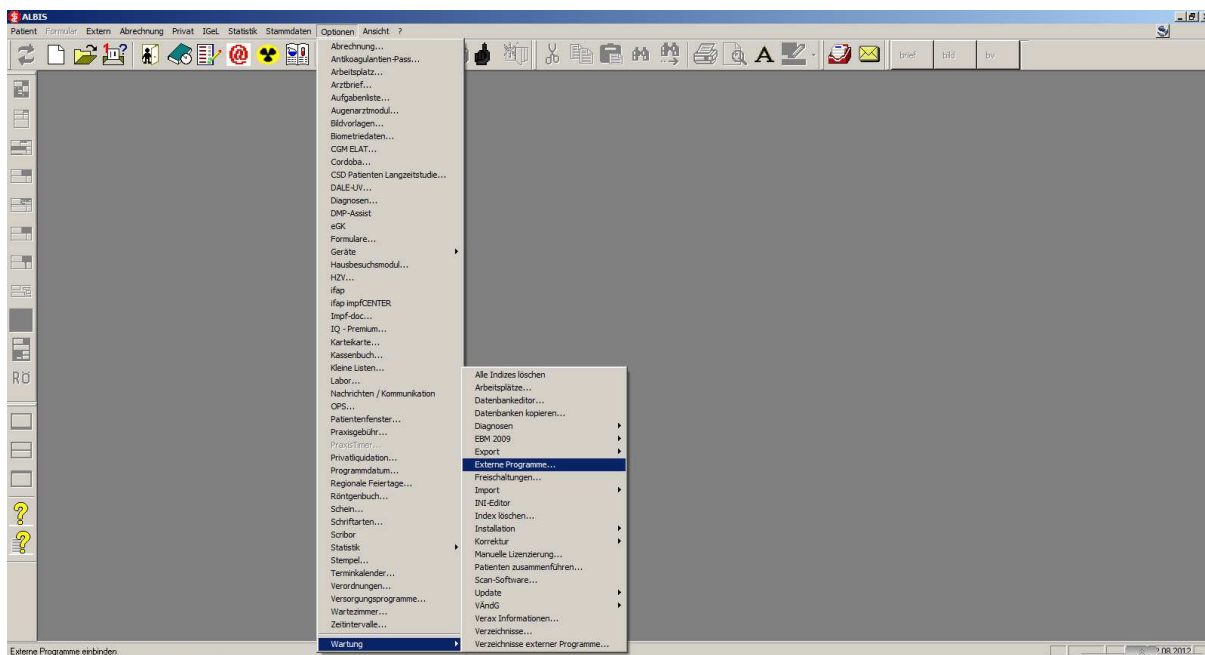 ALBIS
Patient Formular Extern Abrechnung Privat IGeL Statistik Stammdaten Optionen Ansicht ?
brief bild bv
Abrechnung...
Antikoagulantien-Pass...
Arbeitsplatz...
Arztbrief...
Aufgabenliste...
Augenarztmodul...
Bildvorlagen...
Biometriedaten...
CGM ELAT...
Cordoba...
CSD Patienten Langzeitstudie...
DALE-UV...
Diagnosen...
DMP-Assist
eGK
Formulare...
Geräte
Hausbesuchsmodul...
HZV...
ifap
ifap impfCENTER
Impf-doc...
IQ - Premium...
Karteikarte...
Kassenbuch...
Kleine Listen...
Labor...
Nachrichten / Kommunikation
OPS...
Patientenfenster...
Praxisgebühr...
PraxisTimer...
Privatliquidation...
Programmdatum...
Regionale Feiertage...
Röntgenbuch...
Schein...
Schriftarten...
Scribor
Statistik
Stempel...
Terminkalender...
Verordnungen...
Versorgungsprogramme...
Wartezimmer...
Zeitintervalle...
Wartung
Alle Indizes löschen
Arbeitsplätze...
Datenbankeditor...
Datenbanken kopieren...
Diagnosen
EBM 2009
Export
Externe Programme...
Freischaltungen...
Import
INI-Editor
Index löschen...
Installation
Korrektur
Manuelle Lizenzierung...
Patienten zusammenführen...
Scan-Software...
Update
VÄndG
Verax Informationen...
Verzeichnisse...
Verzeichnisse externer Programme...
RÖ
Externe Programme einbinden
2.08.2012